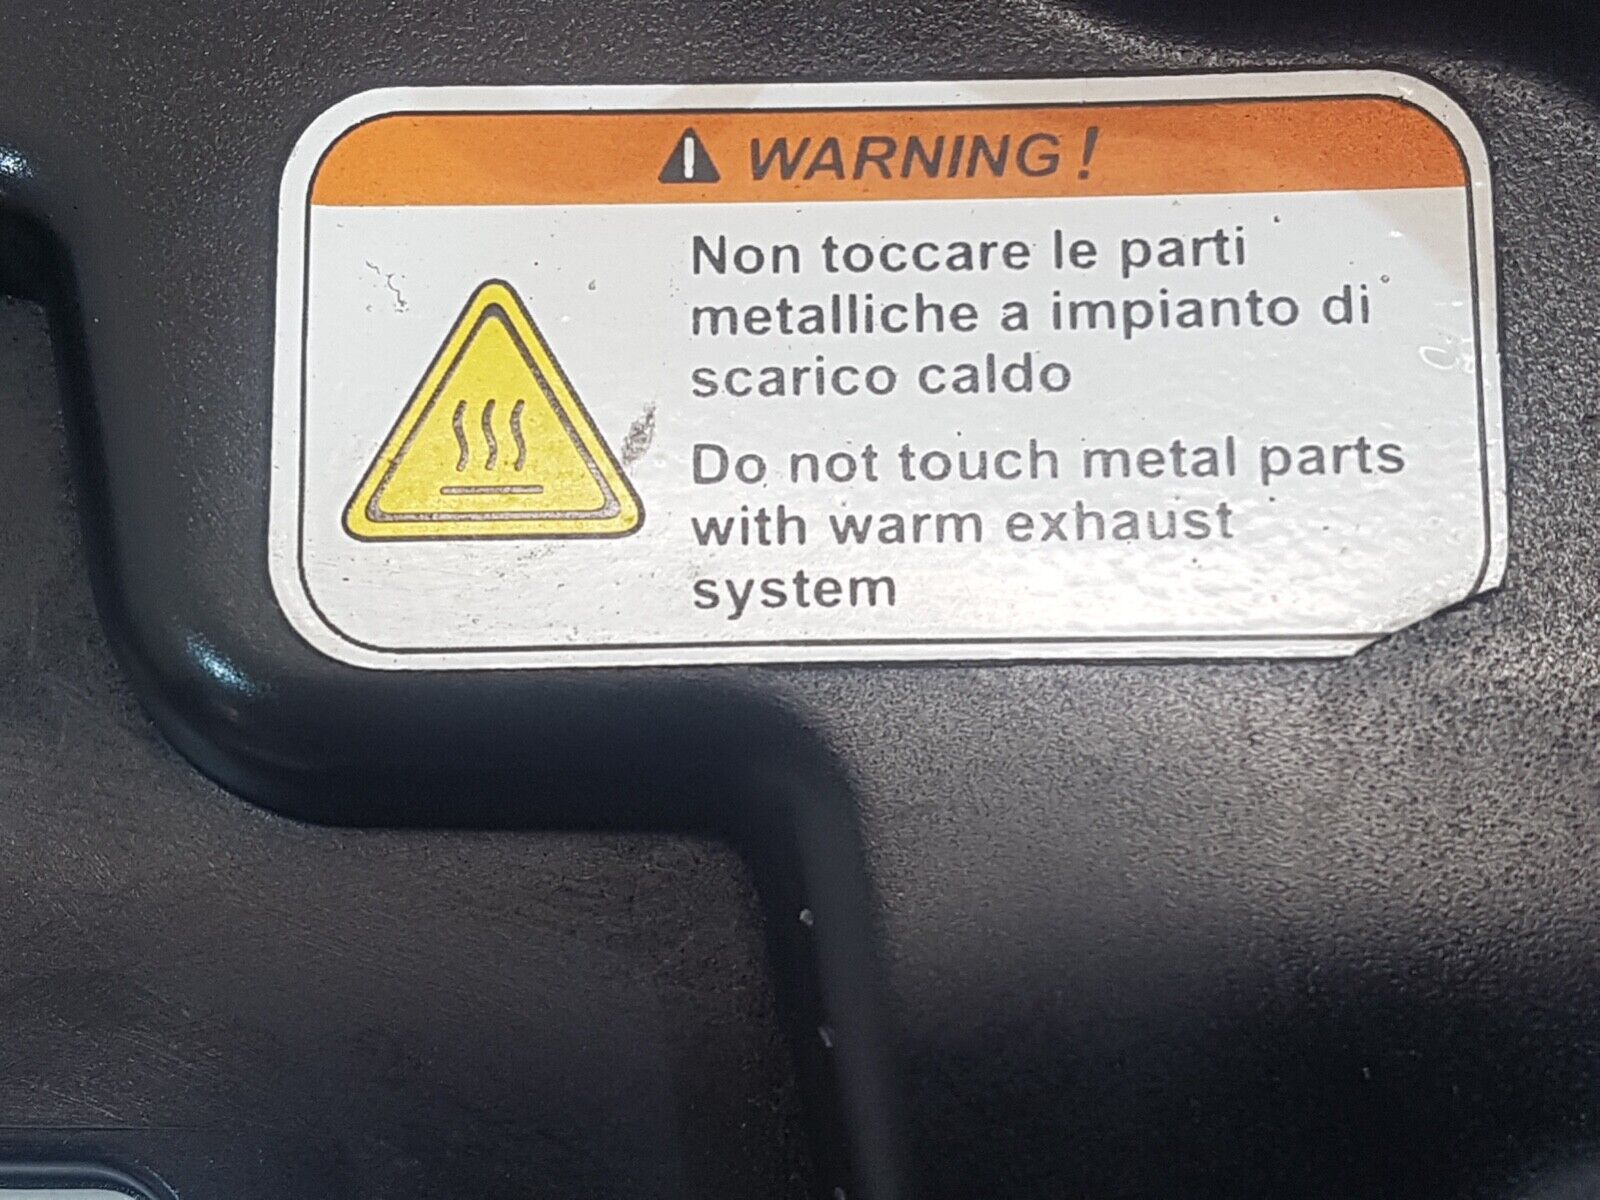 WARNING!
Non toccare le parti
metalliche a impianto di
scarico caldo
Do not touch metal parts
with warm exhaust
system